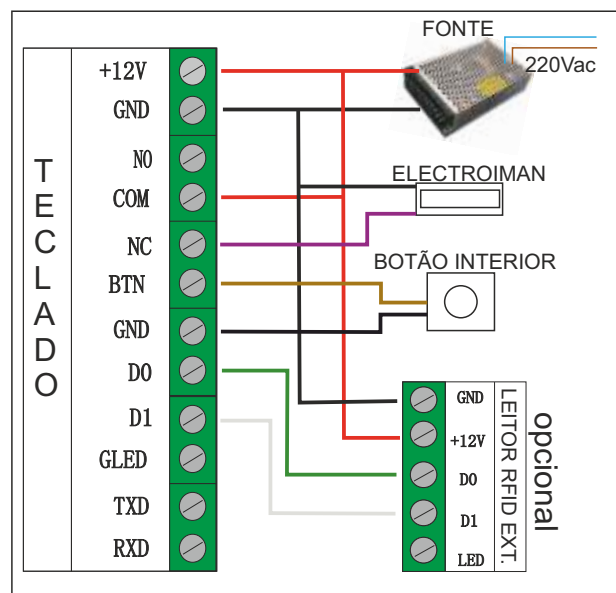 TECLADO
+12V
GND
NO
COM
NC
BTN
GND
D0
D1
GLED
TXD
RXD
FONTE
220Vac
ELECTROIMAN
BOTÃO INTERIOR
GND
+12V
D0
D1
LED
LEITOR RFID EXT.
opcional